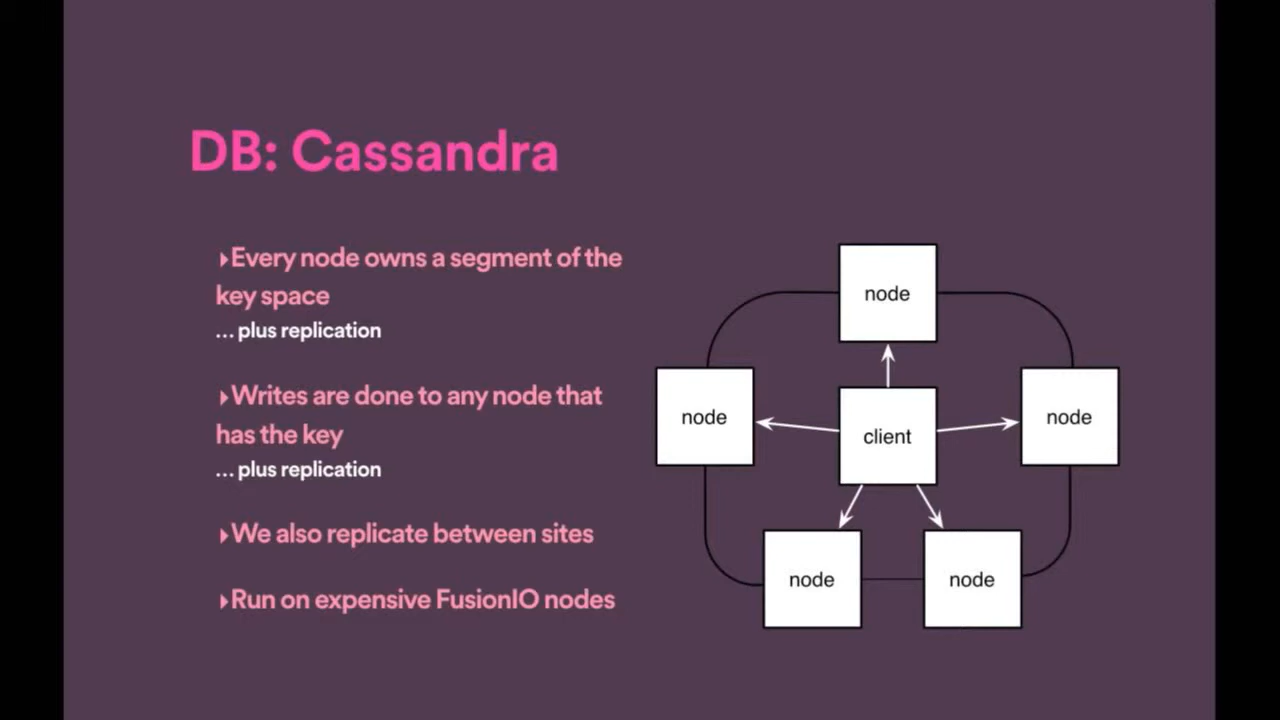 DB: Cassandra
▸Every node owns a segment of the
key space
... plus replication
▸Writes are done to any node that
has the key
... plus replication
▸We also replicate between sites
▸Run on expensive FusionIO nodes
node
node
client
node
node
node